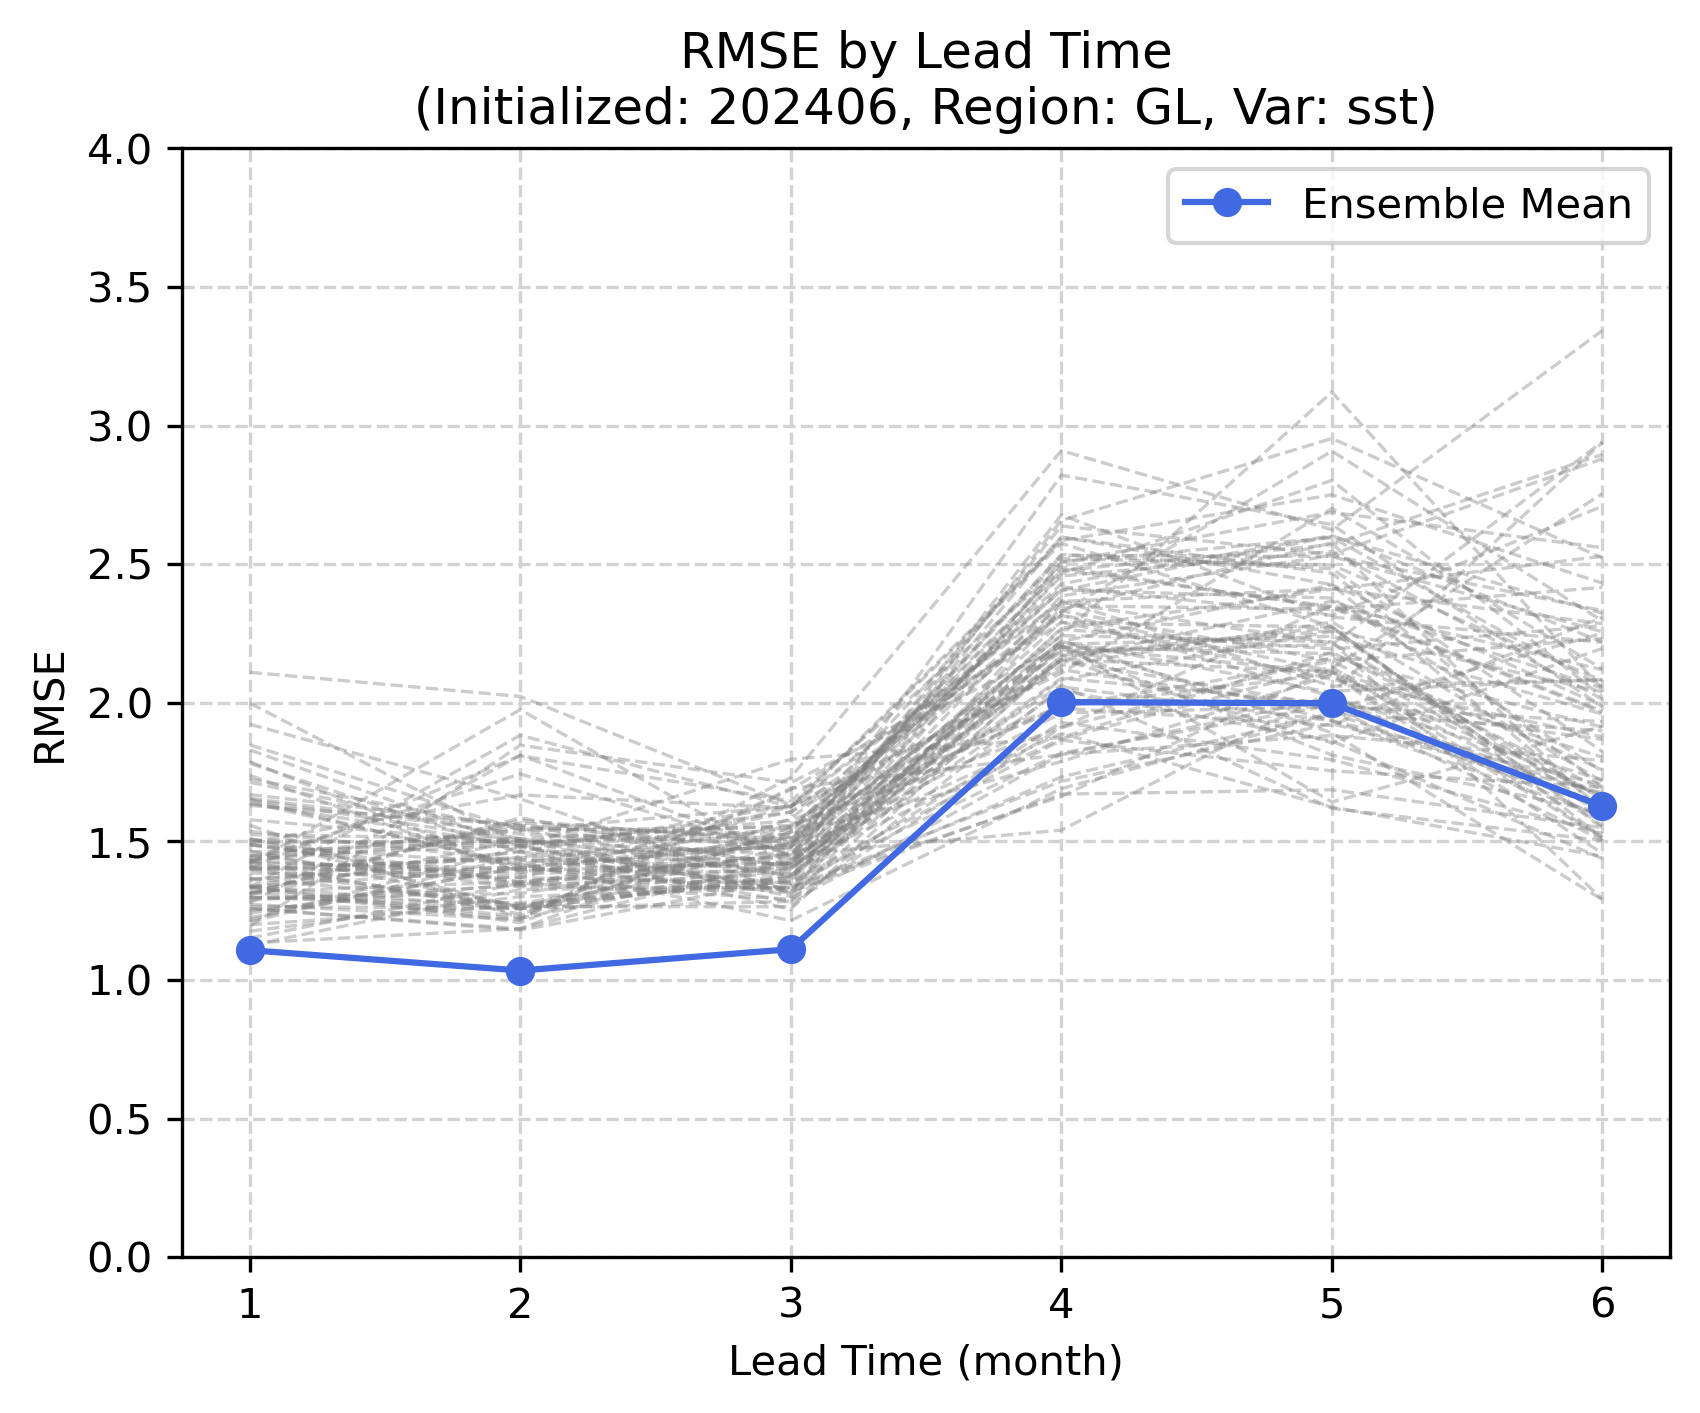 RMSE by Lead Time
(Initialized: 202406, Region: GL, Var: sst)
Ensemble Mean
4.0
3.5
3.0
2.5
2.0
1.5
1.0
0.5
0.0
RMSE
1 2 3 4 5 6
Lead Time (month)